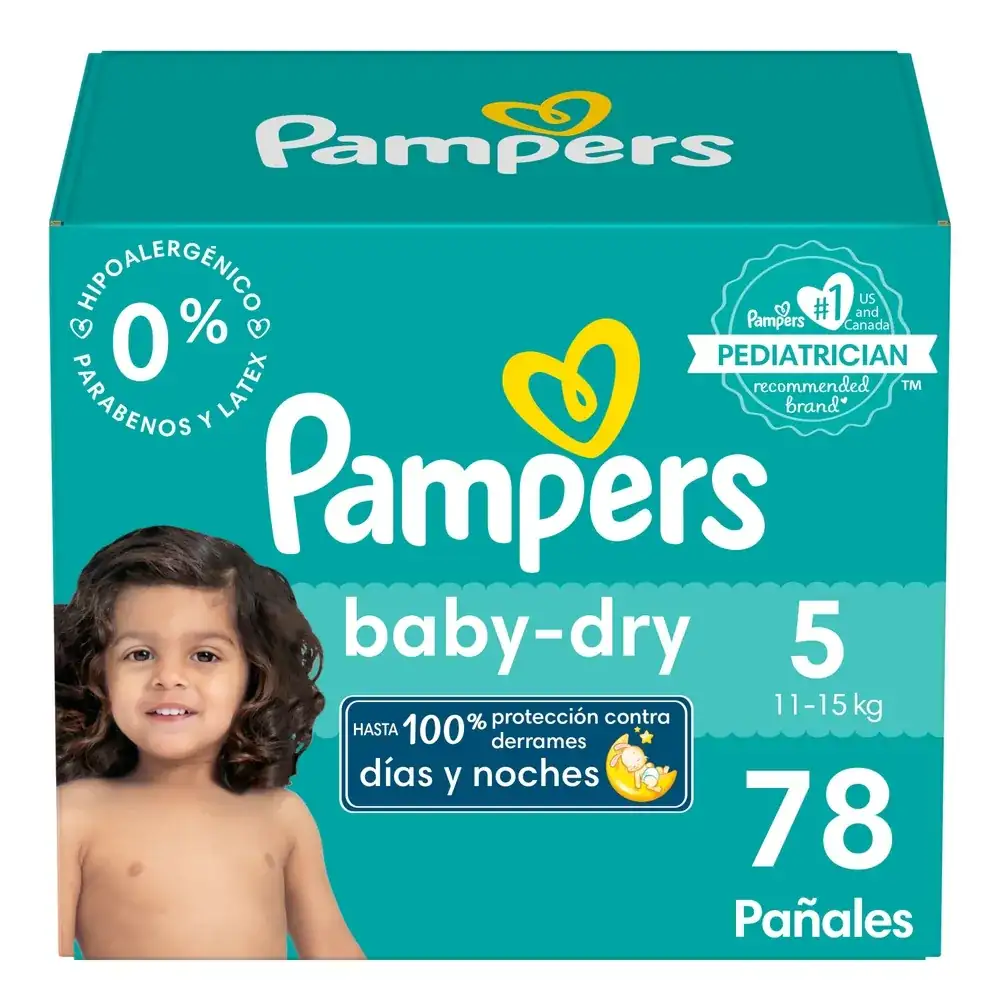 Pampers
HIPOALERGÉNICO
0%
PARABENOS Y LATEX
Pampers #1 US and Canada
PEDIATRICIAN
recommended
brand
TM
Pampers
baby-dry
5
11-15 kg
HASTA 100% protección contra
derrames
días y noches
78
Pañales